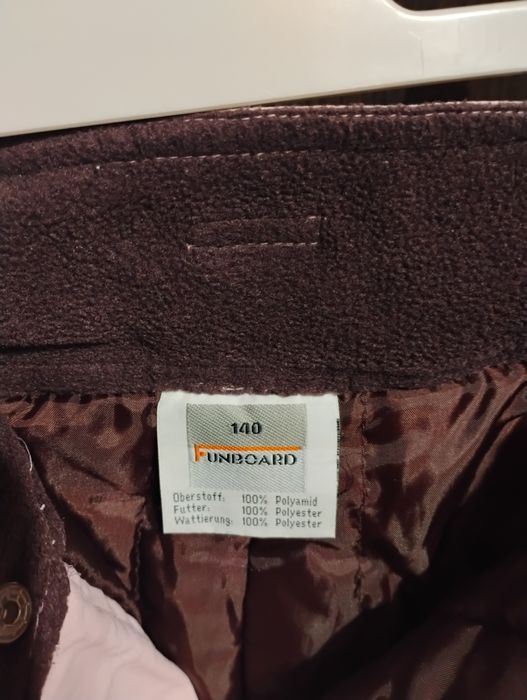 140
FUNBOARD
Oberstoff: 100% Polyamid
Futter: 100% Polyester
Wattierung: 100% Polyester